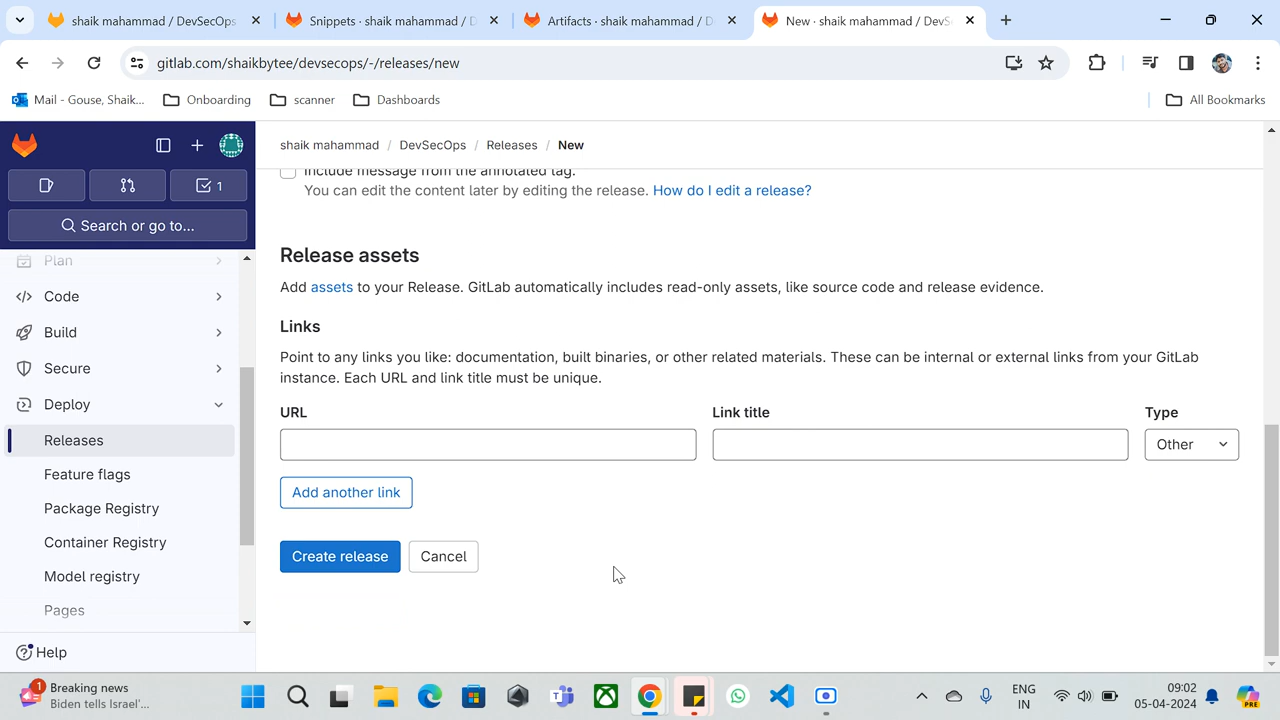 shaik mahammad / DevSecOps
Snippets · shaik mahammad / D
Artifacts · shaik mahammad / D
New · shaik mahammad / DevSe
gitlab.com/shaikbytee/devsecops/-/releases/new
Mail - Gouse, Shaik...
Onboarding
scanner
Dashboards
All Bookmarks
shaik mahammad / DevSecOps / Releases / New
1
Search or go to...
Plan
Code
Build
Secure
Deploy
Releases
Feature flags
Package Registry
Container Registry
Model registry
Pages
Help
Include message from the annotated tag.
You can edit the content later by editing the release. How do I edit a release?
Release assets
Add assets to your Release. GitLab automatically includes read-only assets, like source code and release evidence.
Links
Point to any links you like: documentation, built binaries, or other related materials. These can be internal or external links from your GitLab
instance. Each URL and link title must be unique.
URL
Link title
Type
Other
Add another link
Create release
Cancel
1
Breaking news
Biden tells Israel'...
ENG
IN
09:02
05-04-2024
PRE